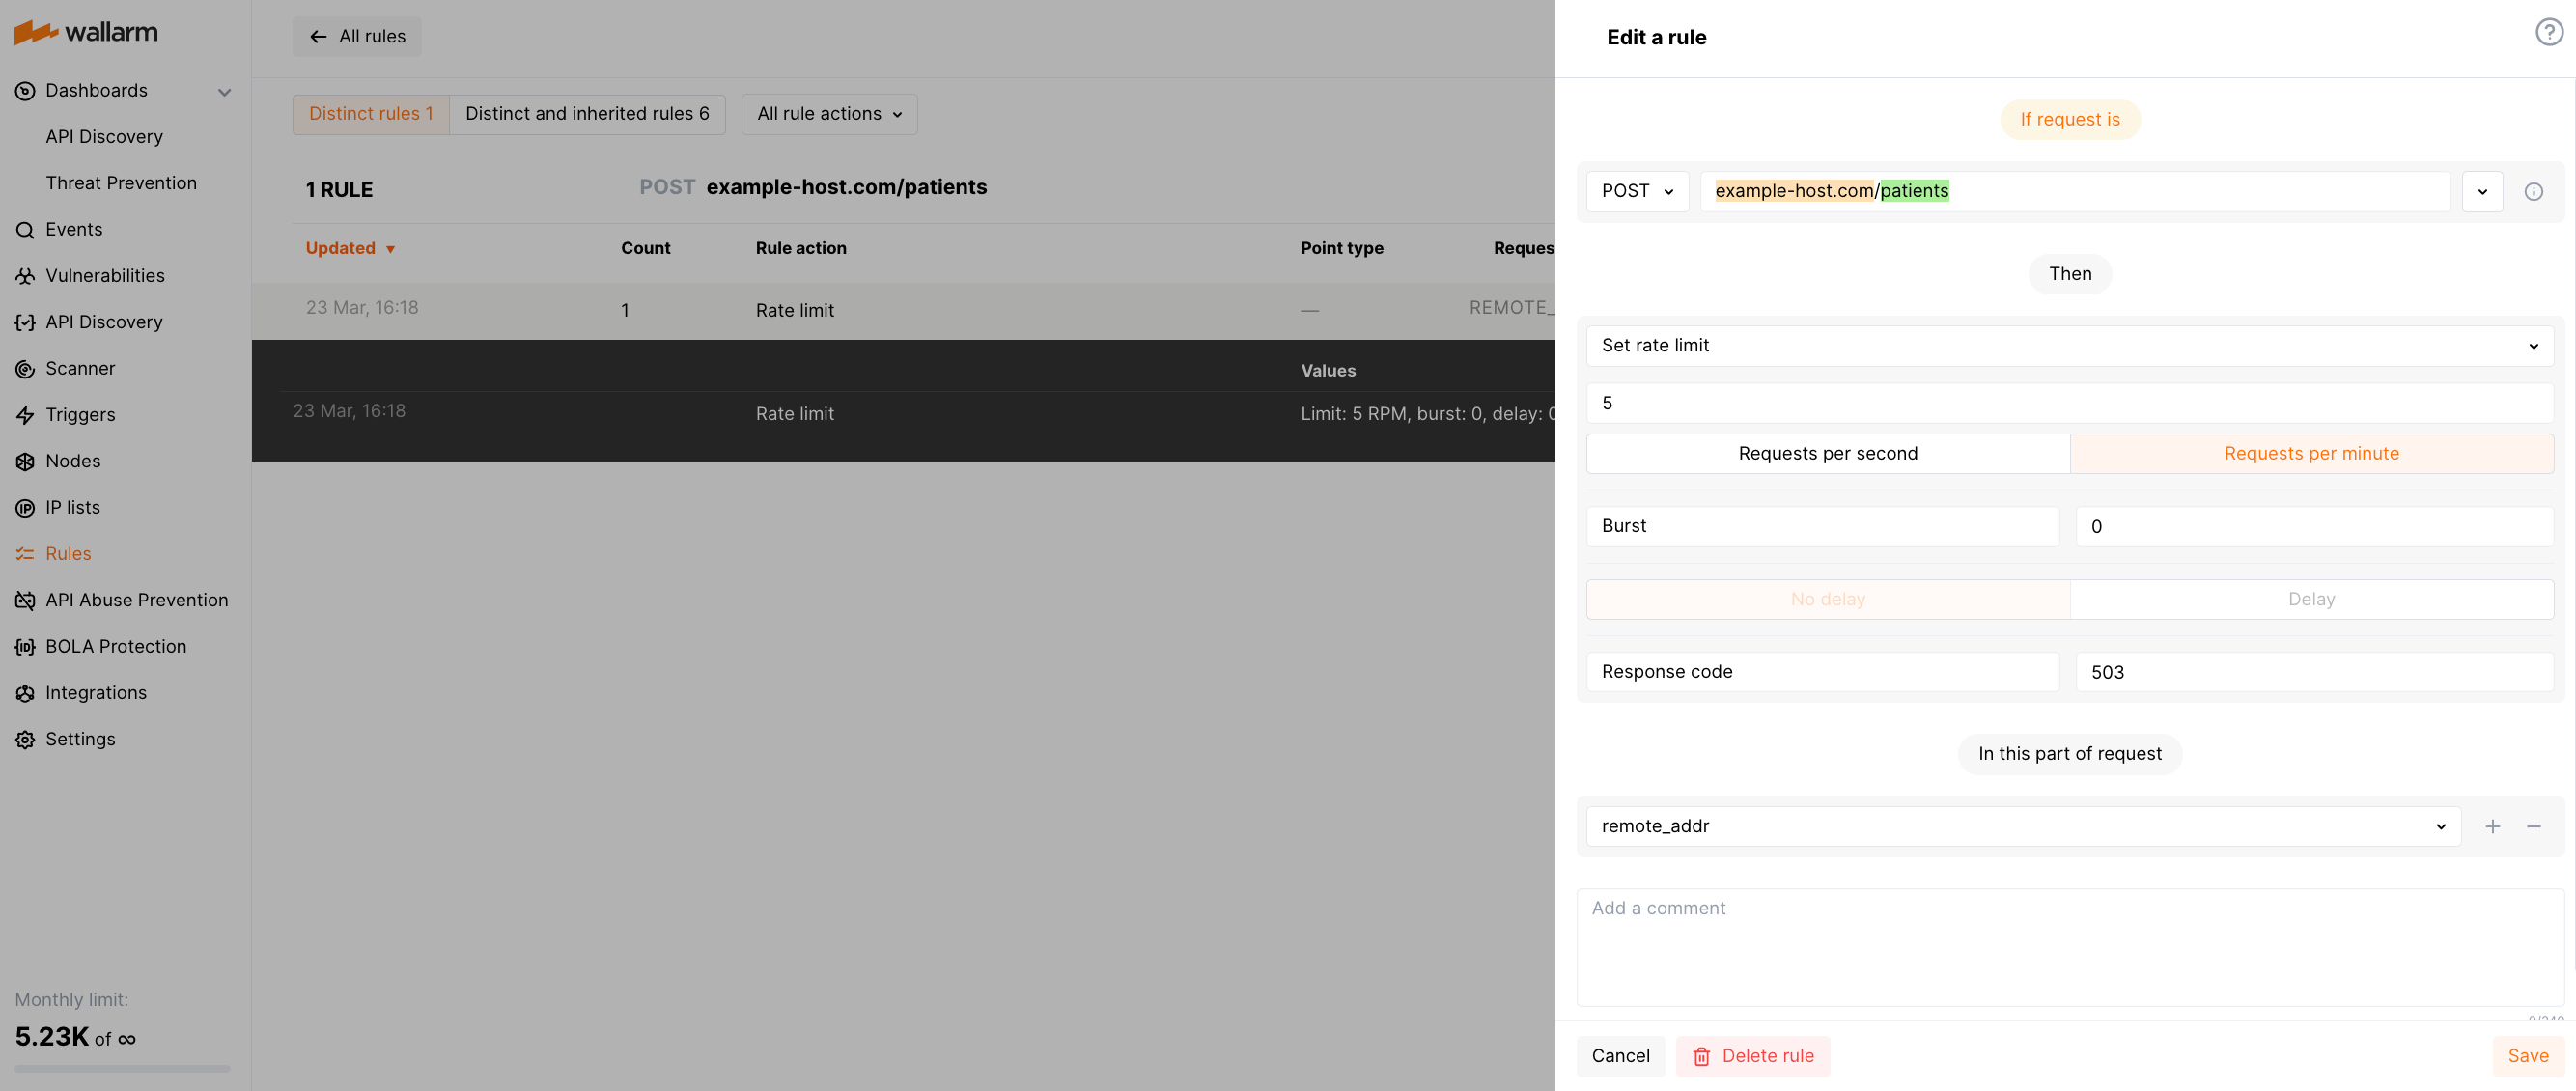 wallarm
Dashboards
API Discovery
Threat Prevention
Events
Vulnerabilities
API Discovery
Scanner
Triggers
Nodes
IP lists
Rules
API Abuse Prevention
BOLA Protection
Integrations
Settings
Monthly limit:
5.23K of ∞
← All rules
Distinct rules 1
Distinct and inherited rules 6
All rule actions
1 RULE
POST example-host.com/patients
Updated ▼ Count Rule action Point type Reques
23 Mar, 16:18 1 Rate limit — REMOTE_
Values
23 Mar, 16:18 Rate limit Limit: 5 RPM, burst: 0, delay: 0
Edit a rule
?
If request is
POST example-host.com/patients
Then
Set rate limit
5
Requests per second Requests per minute
Burst 0
No delay Delay
Response code 503
In this part of request
remote_addr + −
Add a comment
Cancel Delete rule Save